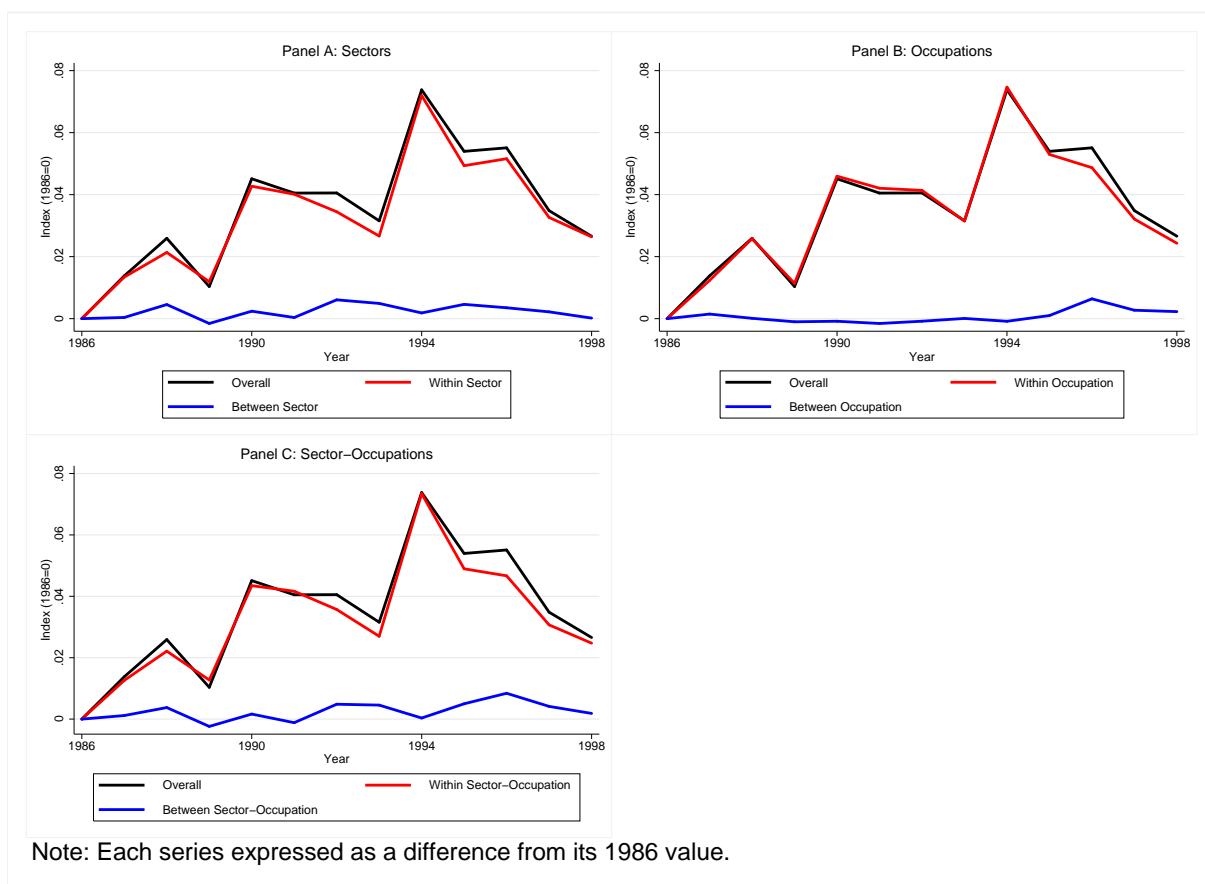 Panel A: Sectors
Index (1986=0)
.08
.06
.04
.02
0
1986 1990 1994 1998
Year
Overall Within Sector
Between Sector
Panel B: Occupations
Index (1986=0)
.08
.06
.04
.02
0
1986 1990 1994 1998
Year
Overall Within Occupation
Between Occupation
Panel C: Sector−Occupations
Index (1986=0)
.08
.06
.04
.02
0
1986 1990 1994 1998
Year
Overall Within Sector−Occupation
Between Sector−Occupation
Note: Each series expressed as a difference from its 1986 value.